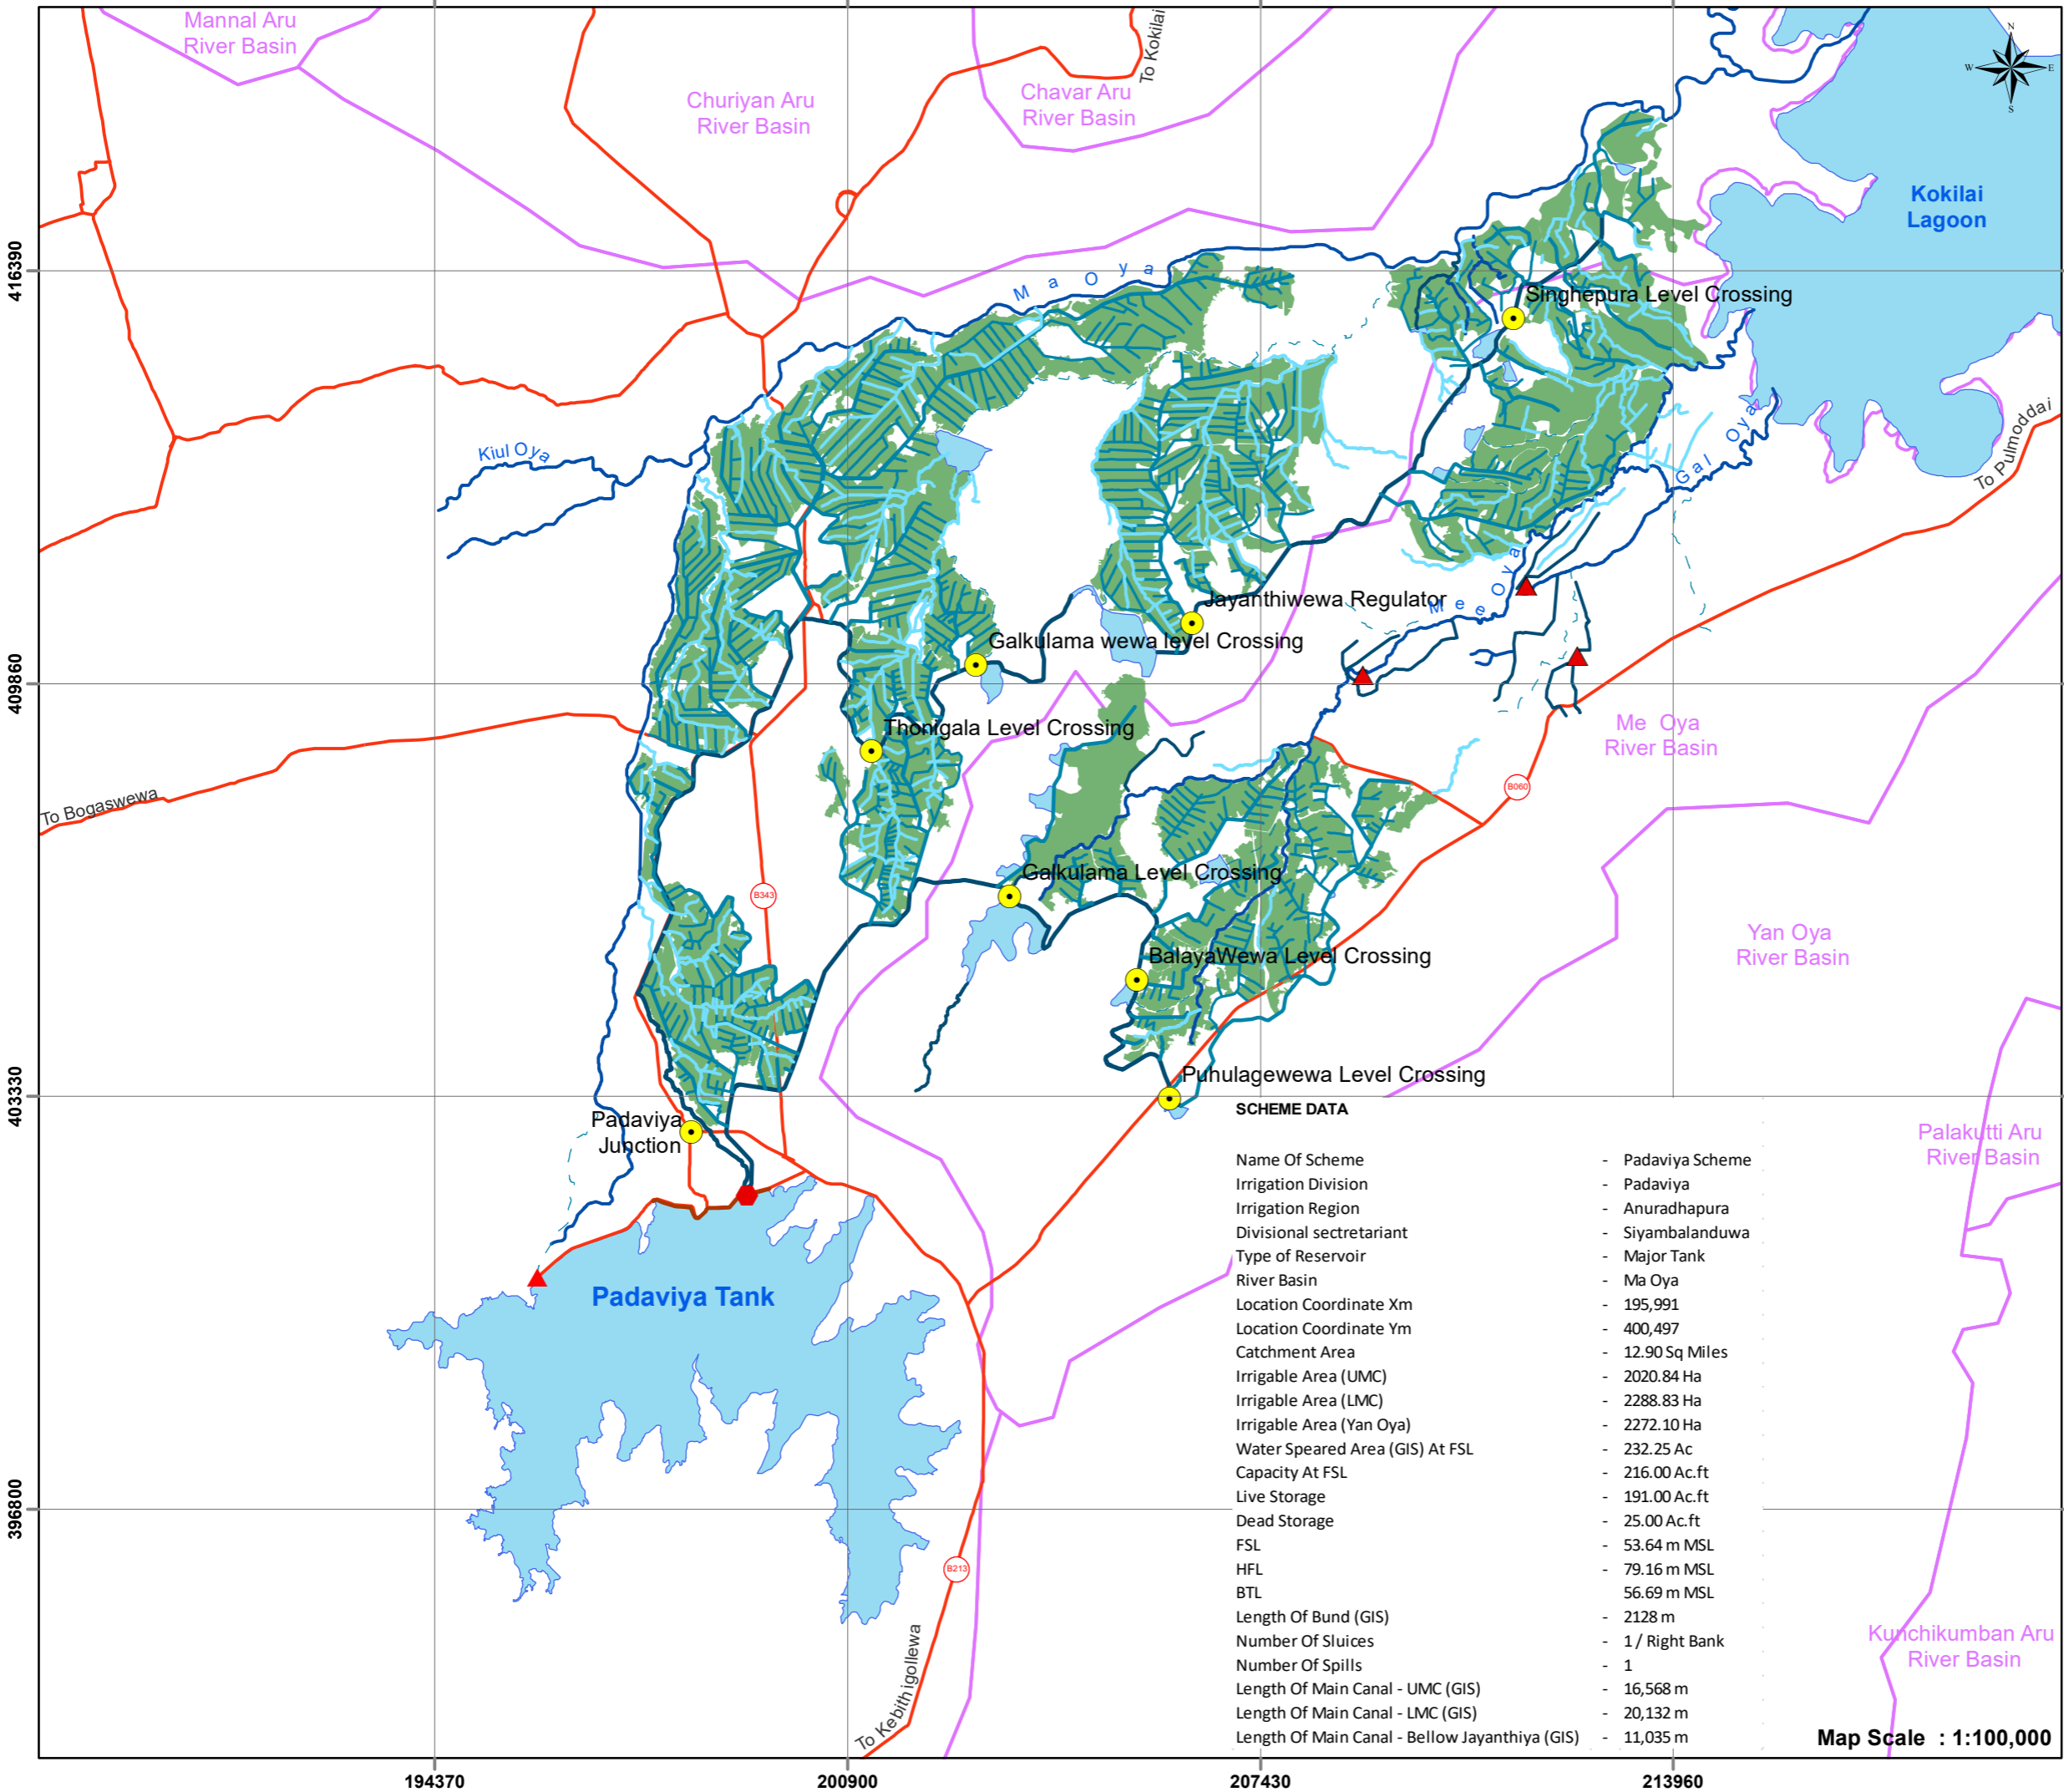 Mannal Aru
River Basin
Churiyan Aru
River Basin
Chavar Aru
River Basin
To Kokilai
N
W
E
S
Kokilai
Lagoon
416390
Ma Oya
Singhepura Level Crossing
Kiul Oya
Gal Oya
To Pulmoddai
Mee Oya
Jayanthiwewa Regulator
Galkulama wewa level Crossing
409860
Thonigala Level Crossing
Me Oya
River Basin
To Bogaswewa
B060
B343
Galkulama Level Crossing
Yan Oya
River Basin
BalayaWewa Level Crossing
Puhulagewewa Level Crossing
403330
Padaviya
Junction
Palakutti Aru
River Basin
Padaviya Tank
SCHEME DATA
Name Of Scheme - Padaviya Scheme
Irrigation Division - Padaviya
Irrigation Region - Anuradhapura
Divisional sectretariant - Siyambalanduwa
Type of Reservoir - Major Tank
River Basin - Ma Oya
Location Coordinate Xm - 195,991
Location Coordinate Ym - 400,497
Catchment Area - 12.90 Sq Miles
Irrigable Area (UMC) - 2020.84 Ha
Irrigable Area (LMC) - 2288.83 Ha
Irrigable Area (Yan Oya) - 2272.10 Ha
Water Speared Area (GIS) At FSL - 232.25 Ac
Capacity At FSL - 216.00 Ac.ft
Live Storage - 191.00 Ac.ft
Dead Storage - 25.00 Ac.ft
FSL - 53.64 m MSL
HFL - 79.16 m MSL
BTL 56.69 m MSL
Length Of Bund (GIS) - 2128 m
Number Of Sluices - 1 / Right Bank
Number Of Spills - 1
Length Of Main Canal - UMC (GIS) - 16,568 m
Length Of Main Canal - LMC (GIS) - 20,132 m
Length Of Main Canal - Bellow Jayanthiya (GIS) - 11,035 m
396800
B213
To Kebithigollewa
Kunchikumban Aru
River Basin
Map Scale : 1:100,000
194370
200900
207430
213960